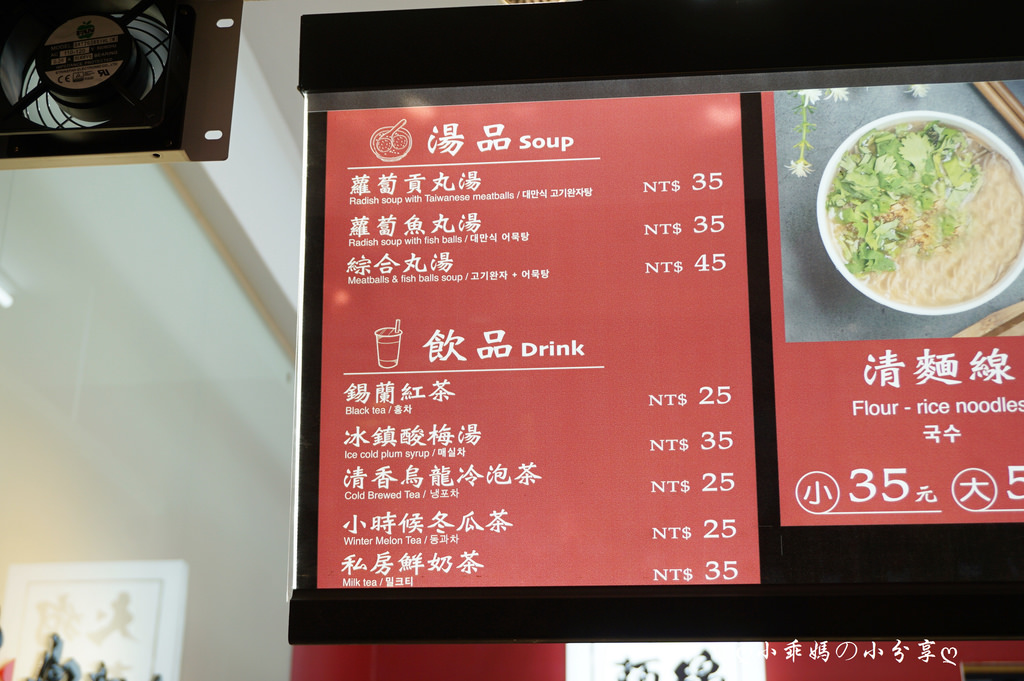 湯品 Soup
蘿蔔貢丸湯 NT$ 35
Radish soup with Taiwanese meatballs / 대만식 고기완자탕
蘿蔔魚丸湯 NT$ 35
Radish soup with fish balls / 대만식 어묵탕
綜合丸湯 NT$ 45
Meatballs & fish balls soup / 고기완자 + 어묵탕
飲品 Drink
錫蘭紅茶 NT$ 25
Black tea / 홍차
冰鎮酸梅湯 NT$ 35
Ice cold plum syrup / 매실차
清香烏龍冷泡茶 NT$ 25
Cold Brewed Tea / 냉포차
小時候冬瓜茶 NT$ 25
Winter Melon Tea / 동과차
私房鮮奶茶 NT$ 35
Milk tea / 밀크티
清麵線
Flour - rice noodles
국수
小 35元 大 5
小乖媽の小分享ღ